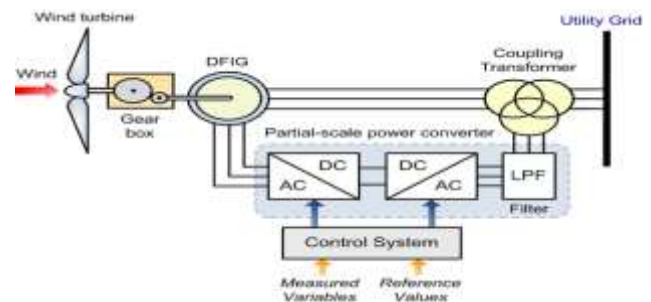 Wind turbine
Utility Grid
DFIG
Coupling
Transformer
Wind
Gear
box
Partial-scale power converter
DC
AC
DC
AC
LPF
Filter
Control System
Measured
Variables
Reference
Values